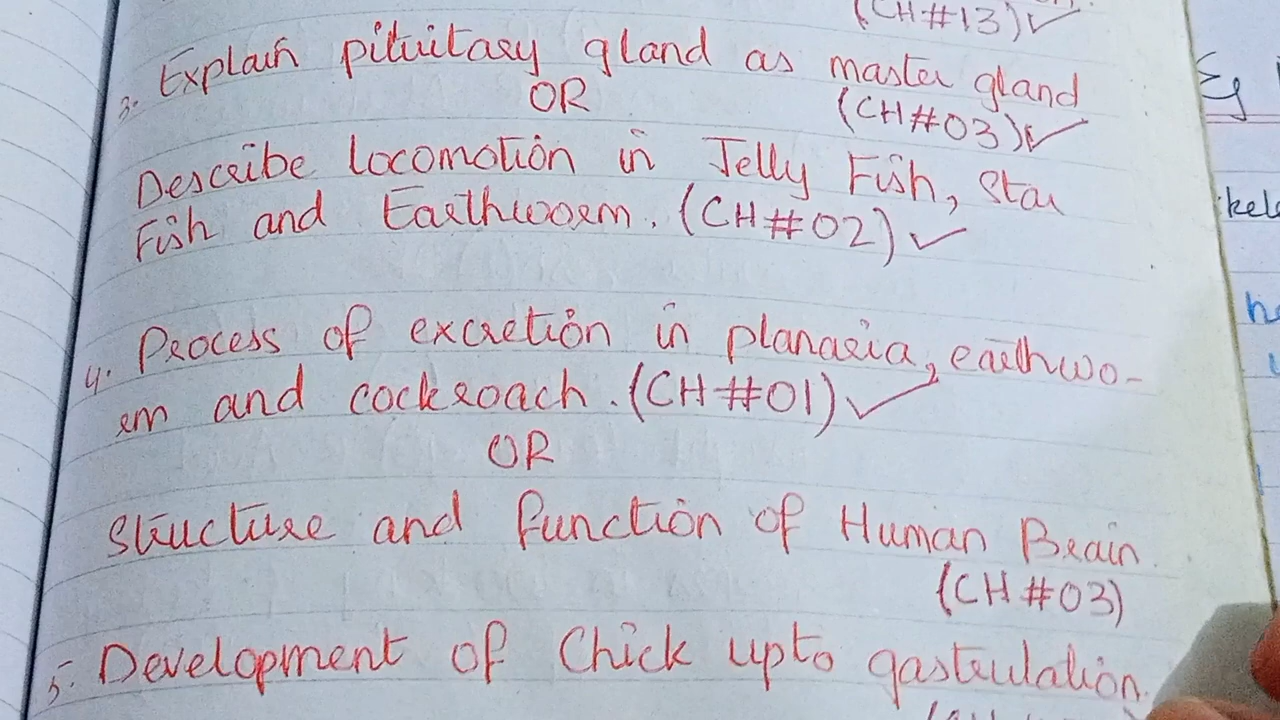 (CH#13)✓
3. Explain pituitary gland as master gland
OR (CH#03)✓
Describe locomotion in Jelly Fish, Star
Fish and Earthworm. (CH#02)✓
4. Process of excretion in planaria, earthwo-
rm and cockroach. (CH#01)✓
OR
Structure and function of Human Brain.
(CH#03)
5. Development of Chick upto gastrulation.
Eg